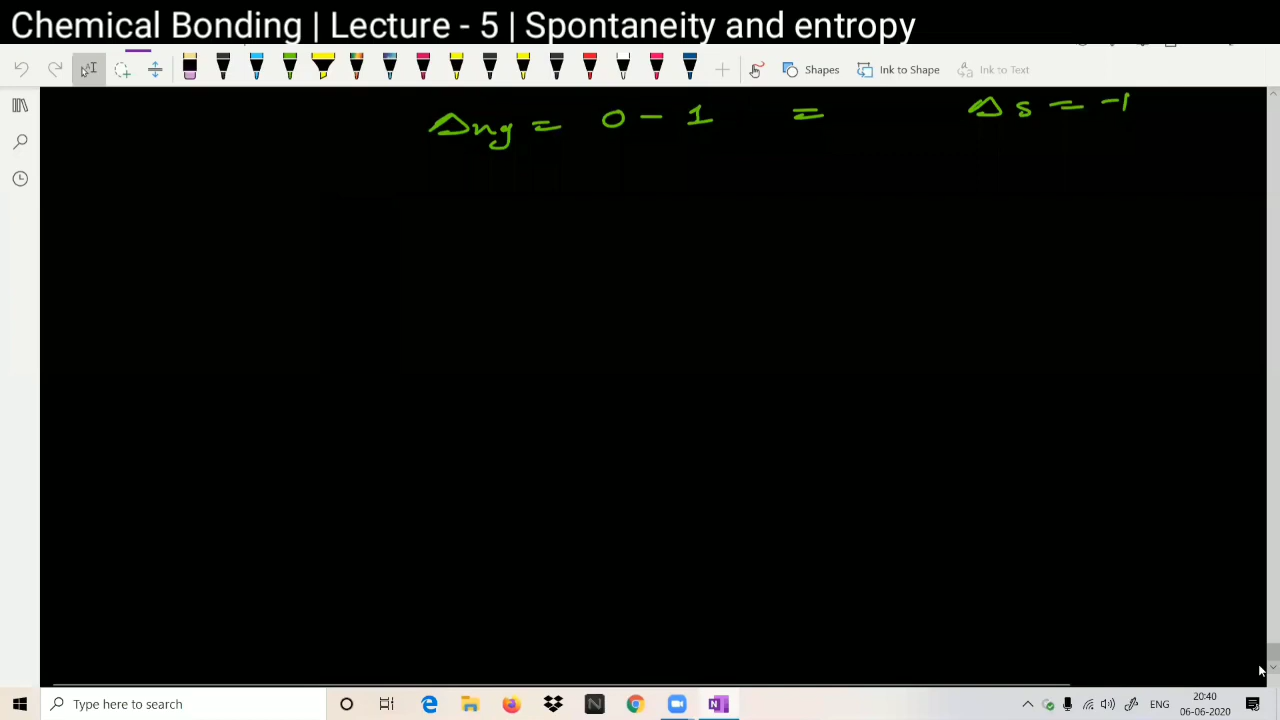 Chemical Bonding | Lecture - 5 | Spontaneity and entropy
Shapes Ink to Shape Ink to Text
Δng = 0 - 1 = Δs = -1
Type here to search
ENG 20:40
06-06-2020